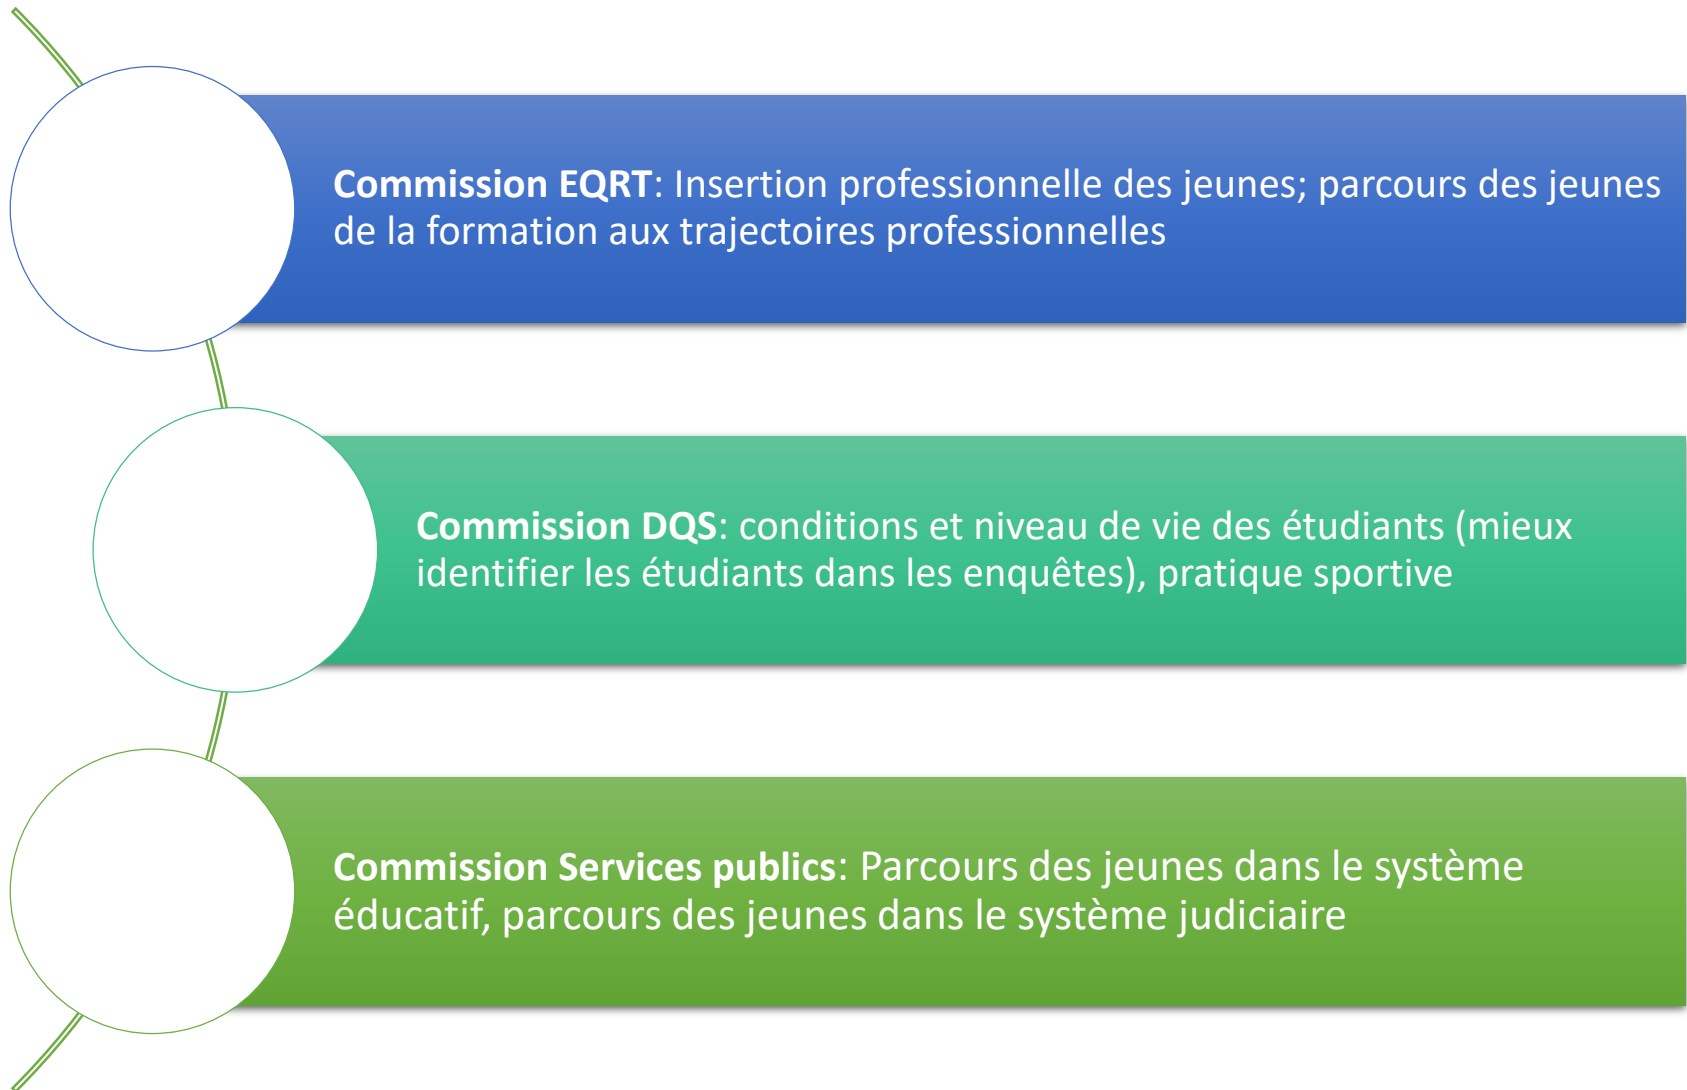 Commission EQRT: Insertion professionnelle des jeunes; parcours des jeunes
de la formation aux trajectoires professionnelles
Commission DQS: conditions et niveau de vie des étudiants (mieux
identifier les étudiants dans les enquêtes), pratique sportive
Commission Services publics: Parcours des jeunes dans le système
éducatif, parcours des jeunes dans le système judiciaire